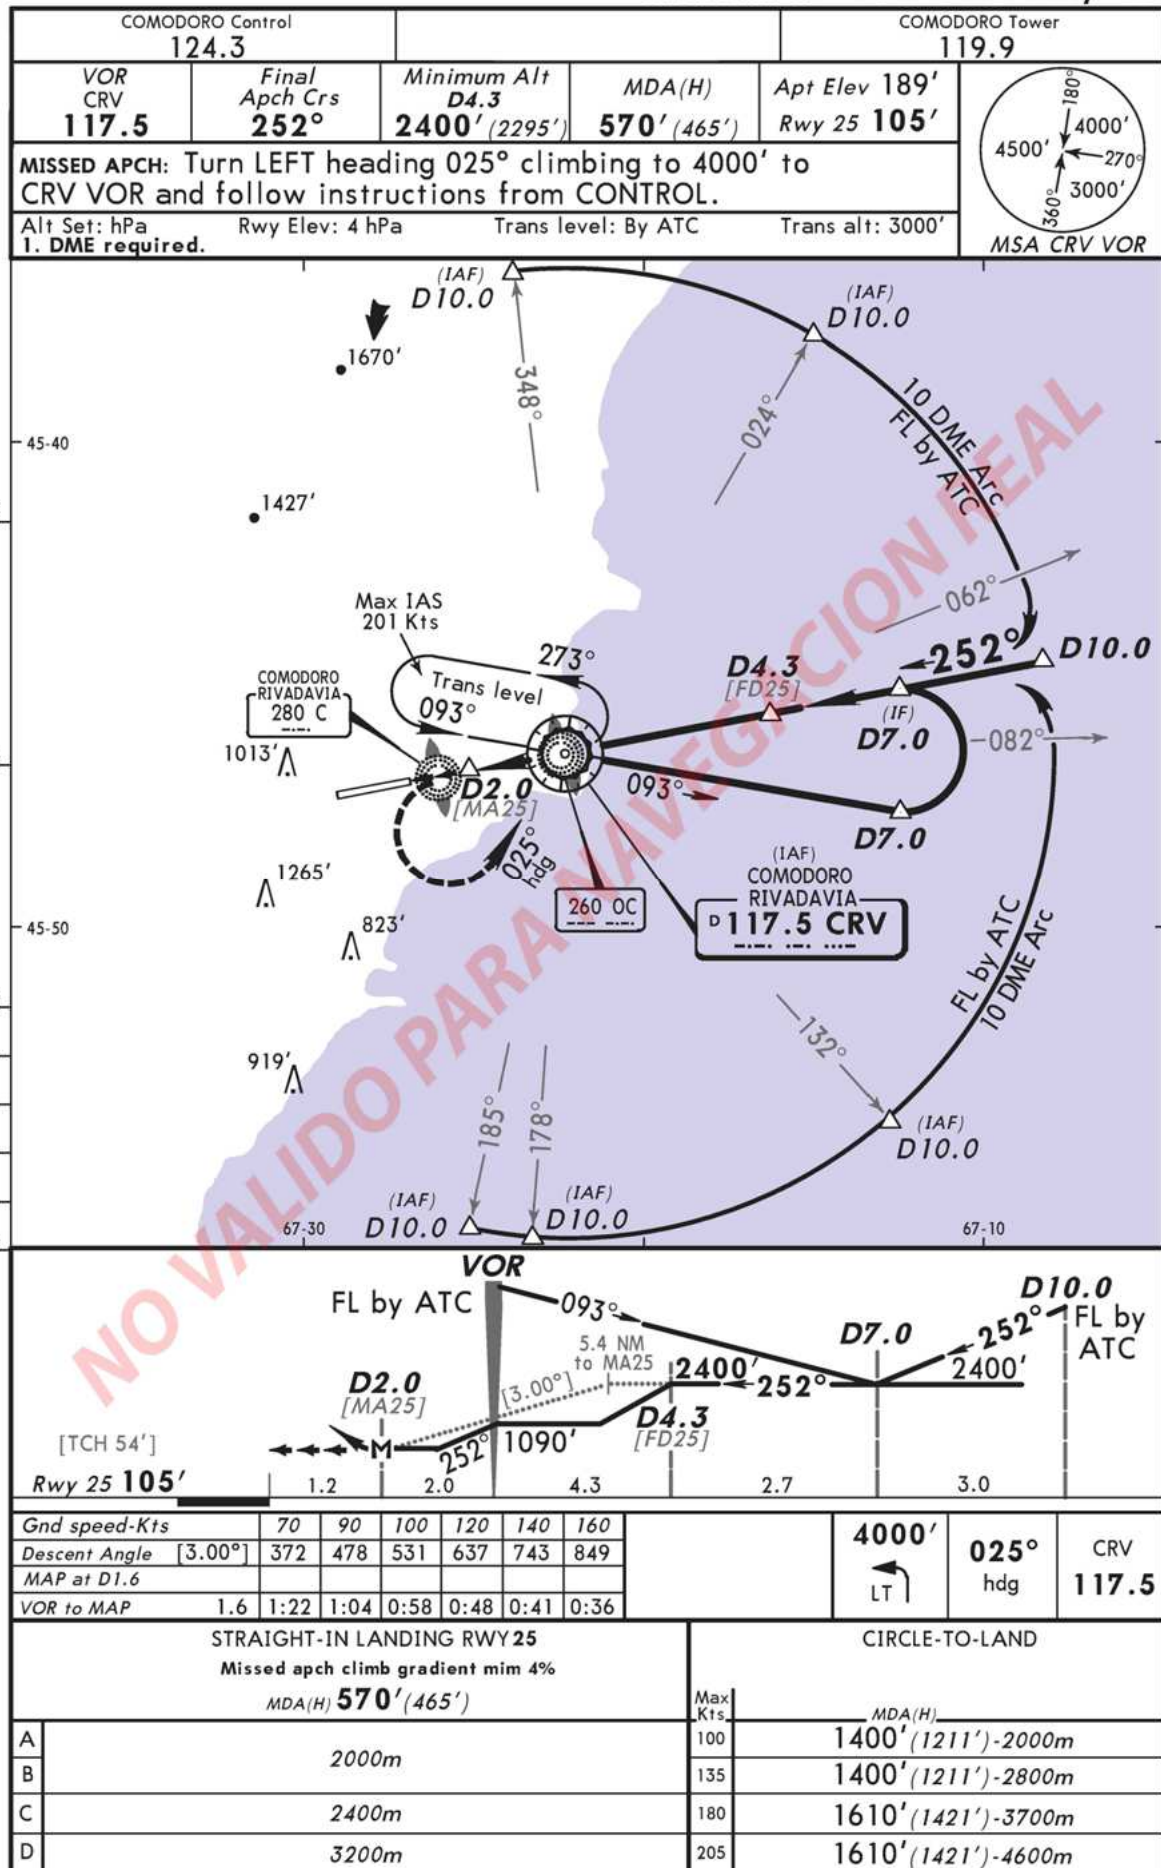 COMODORO Control
124.3
COMODORO Tower
119.9
VOR
CRV
117.5
Final
Apch Crs
252°
Minimum Alt
D4.3
2400' (2295')
MDA(H)
570' (465')
Apt Elev 189'
Rwy 25 105'
180°
4000'
4500'
270°
3000'
360°
MSA CRV VOR
MISSED APCH: Turn LEFT heading 025° climbing to 4000' to
CRV VOR and follow instructions from CONTROL.
Alt Set: hPa Rwy Elev: 4 hPa Trans level: By ATC Trans alt: 3000'
1. DME required.
(IAF)
D10.0
(IAF)
D10.0
1670'
348°
024°
10 DME Arc
FL by ATC
45-40
1427'
062°
Max IAS
201 Kts
273°
Trans level
093°
252°
D10.0
D4.3
[FD25]
(IF)
D7.0
082°
COMODORO
RIVADAVIA
280 C
1013'
D2.0
[MA25]
093°
D7.0
025°
hdg
(IAF)
COMODORO
RIVADAVIA
D 117.5 CRV
260 OC
1265'
823'
45-50
FL by ATC
10 DME Arc
132°
919'
185°
178°
(IAF)
D10.0
(IAF)
D10.0
(IAF)
D10.0
67-30
67-10
NO VALIDO PARA NAVEGACION REAL
VOR
FL by ATC
093°
D10.0
FL by
ATC
252°
D7.0
2400'
5.4 NM
to MA25
2400'
252°
[3.00°]
D2.0
[MA25]
D4.3
[FD25]
M
252°
1090'
[TCH 54']
Rwy 25 105'
1.2 2.0 4.3 2.7 3.0
Gnd speed-Kts 70 90 100 120 140 160
Descent Angle [3.00°] 372 478 531 637 743 849
MAP at D1.6
VOR to MAP 1.6 1:22 1:04 0:58 0:48 0:41 0:36
4000'
LT
025°
hdg
CRV
117.5
STRAIGHT-IN LANDING RWY 25
Missed apch climb gradient mim 4%
MDA(H) 570' (465')
CIRCLE-TO-LAND
Max
Kts
MDA(H)
A
B
2000m
C 2400m
D 3200m
100 1400' (1211')-2000m
135 1400' (1211')-2800m
180 1610' (1421')-3700m
205 1610' (1421')-4600m